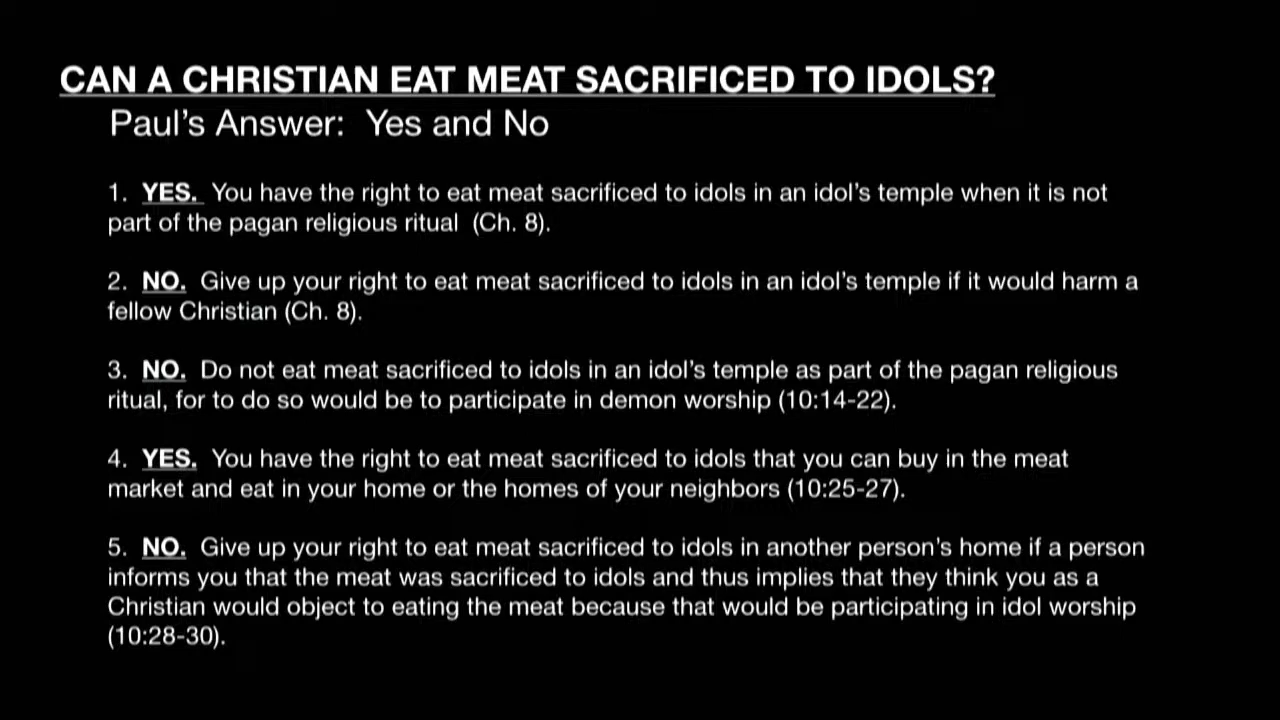 CAN A CHRISTIAN EAT MEAT SACRIFICED TO IDOLS?
Paul's Answer:  Yes and No
1.  YES.  You have the right to eat meat sacrificed to idols in an idol's temple when it is not
part of the pagan religious ritual  (Ch. 8).
2.  NO.  Give up your right to eat meat sacrificed to idols in an idol's temple if it would harm a
fellow Christian (Ch. 8).
3.  NO.  Do not eat meat sacrificed to idols in an idol's temple as part of the pagan religious
ritual, for to do so would be to participate in demon worship (10:14-22).
4.  YES.  You have the right to eat meat sacrificed to idols that you can buy in the meat
market and eat in your home or the homes of your neighbors (10:25-27).
5.  NO.  Give up your right to eat meat sacrificed to idols in another person's home if a person
informs you that the meat was sacrificed to idols and thus implies that they think you as a
Christian would object to eating the meat because that would be participating in idol worship
(10:28-30).